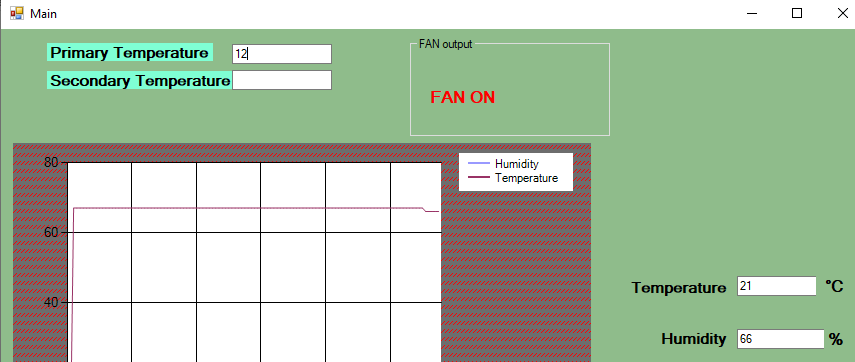 Main
Primary Temperature 12
Secondary Temperature
FAN output
FAN ON
Humidity
Temperature
80
60
40
Temperature 21 °C
Humidity 66 %